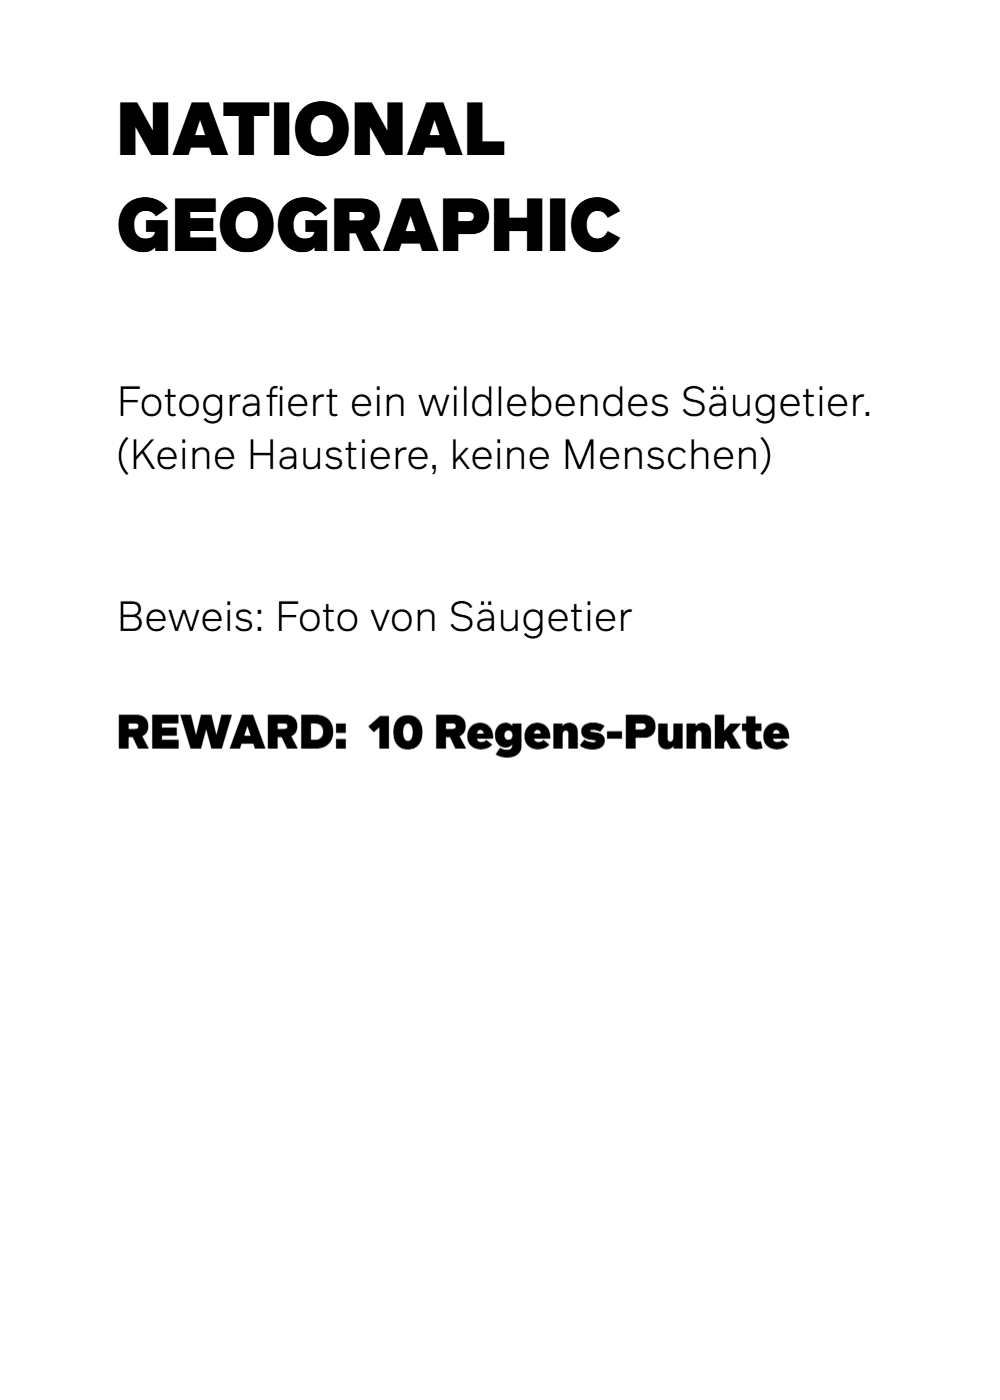 NATIONAL
GEOGRAPHIC
Fotografiert ein wildlebendes Säugetier.
(Keine Haustiere, keine Menschen)
Beweis: Foto von Säugetier
REWARD: 10 Regens-Punkte